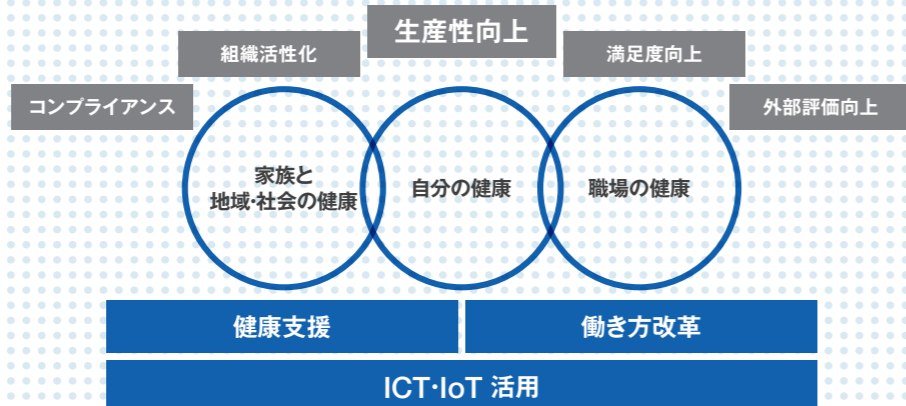 生産性向上
組織活性化
満足度向上
コンプライアンス
外部評価向上
家族と
地域・社会の健康
自分の健康
職場の健康
健康支援
働き方改革
ICT・IoT 活用